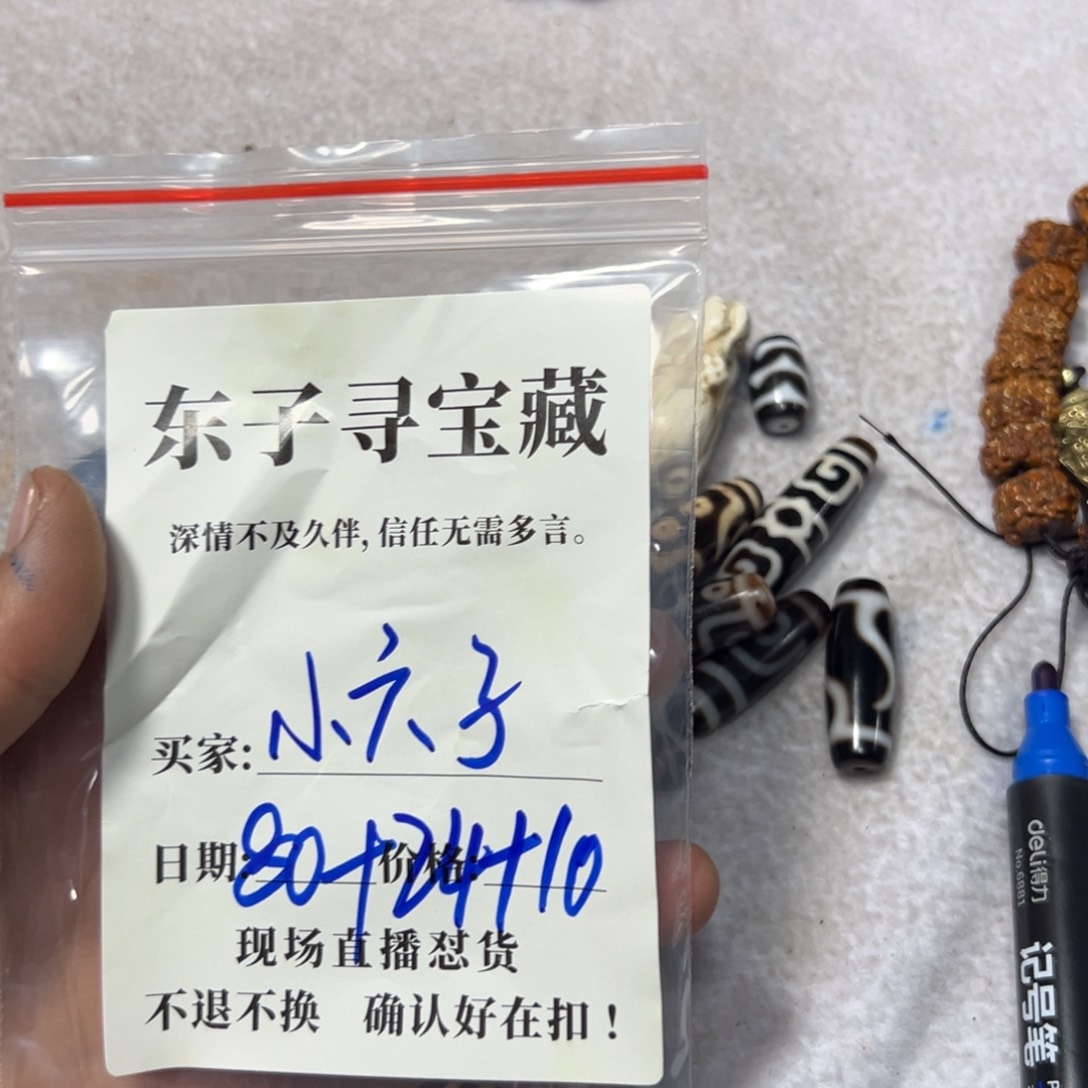 东子寻宝藏
深情不及久伴,信任无需多言。
买家:小六子
日期: 价格:
80+24+10
现场直播怼货
不退不换 确认好在扣!
deli得力
No.6881
记号笔